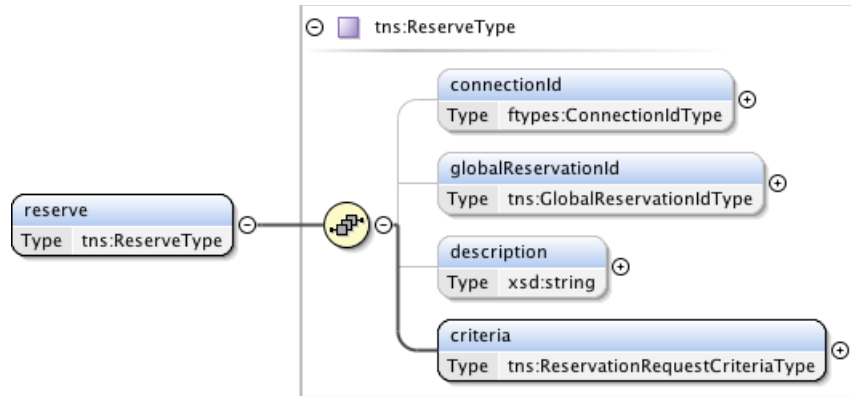 tns:ReserveType
connectionId
Type ftypes:ConnectionIdType
globalReservationId
Type tns:GlobalReservationIdType
reserve
Type tns:ReserveType
description
Type xsd:string
criteria
Type tns:ReservationRequestCriteriaType